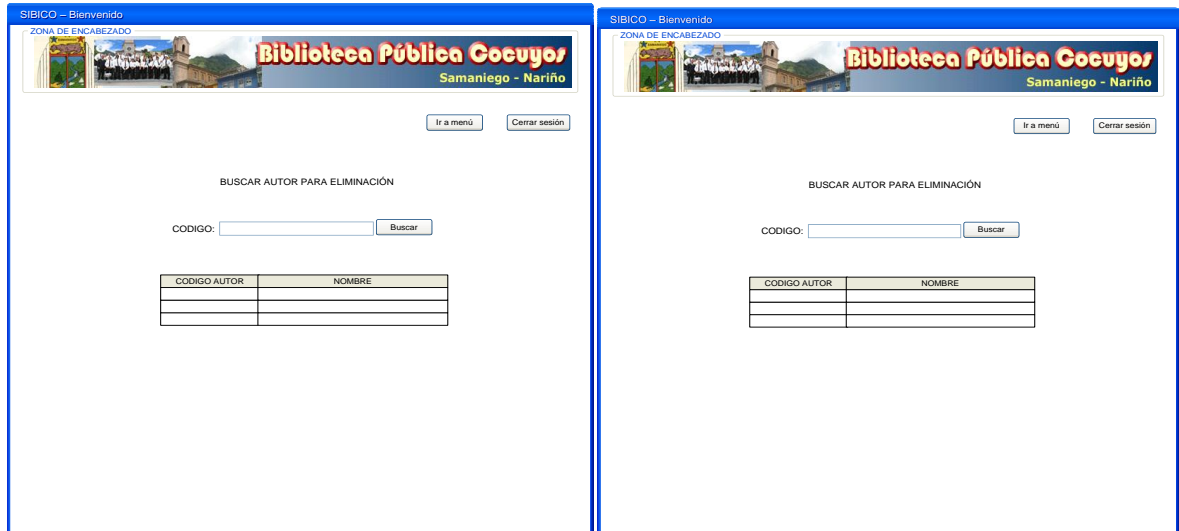 SIBICO – Bienvenido
ZONA DE ENCABEZADO
Biblioteca Pública Cocuyos
Samaniego - Nariño
Ir a menú
Cerrar sesión
BUSCAR AUTOR PARA ELIMINACIÓN
CODIGO:
Buscar
CODIGO AUTOR
NOMBRE
SIBICO – Bienvenido
ZONA DE ENCABEZADO
Biblioteca Pública Cocuyos
Samaniego - Nariño
Ir a menú
Cerrar sesión
BUSCAR AUTOR PARA ELIMINACIÓN
CODIGO:
Buscar
CODIGO AUTOR
NOMBRE